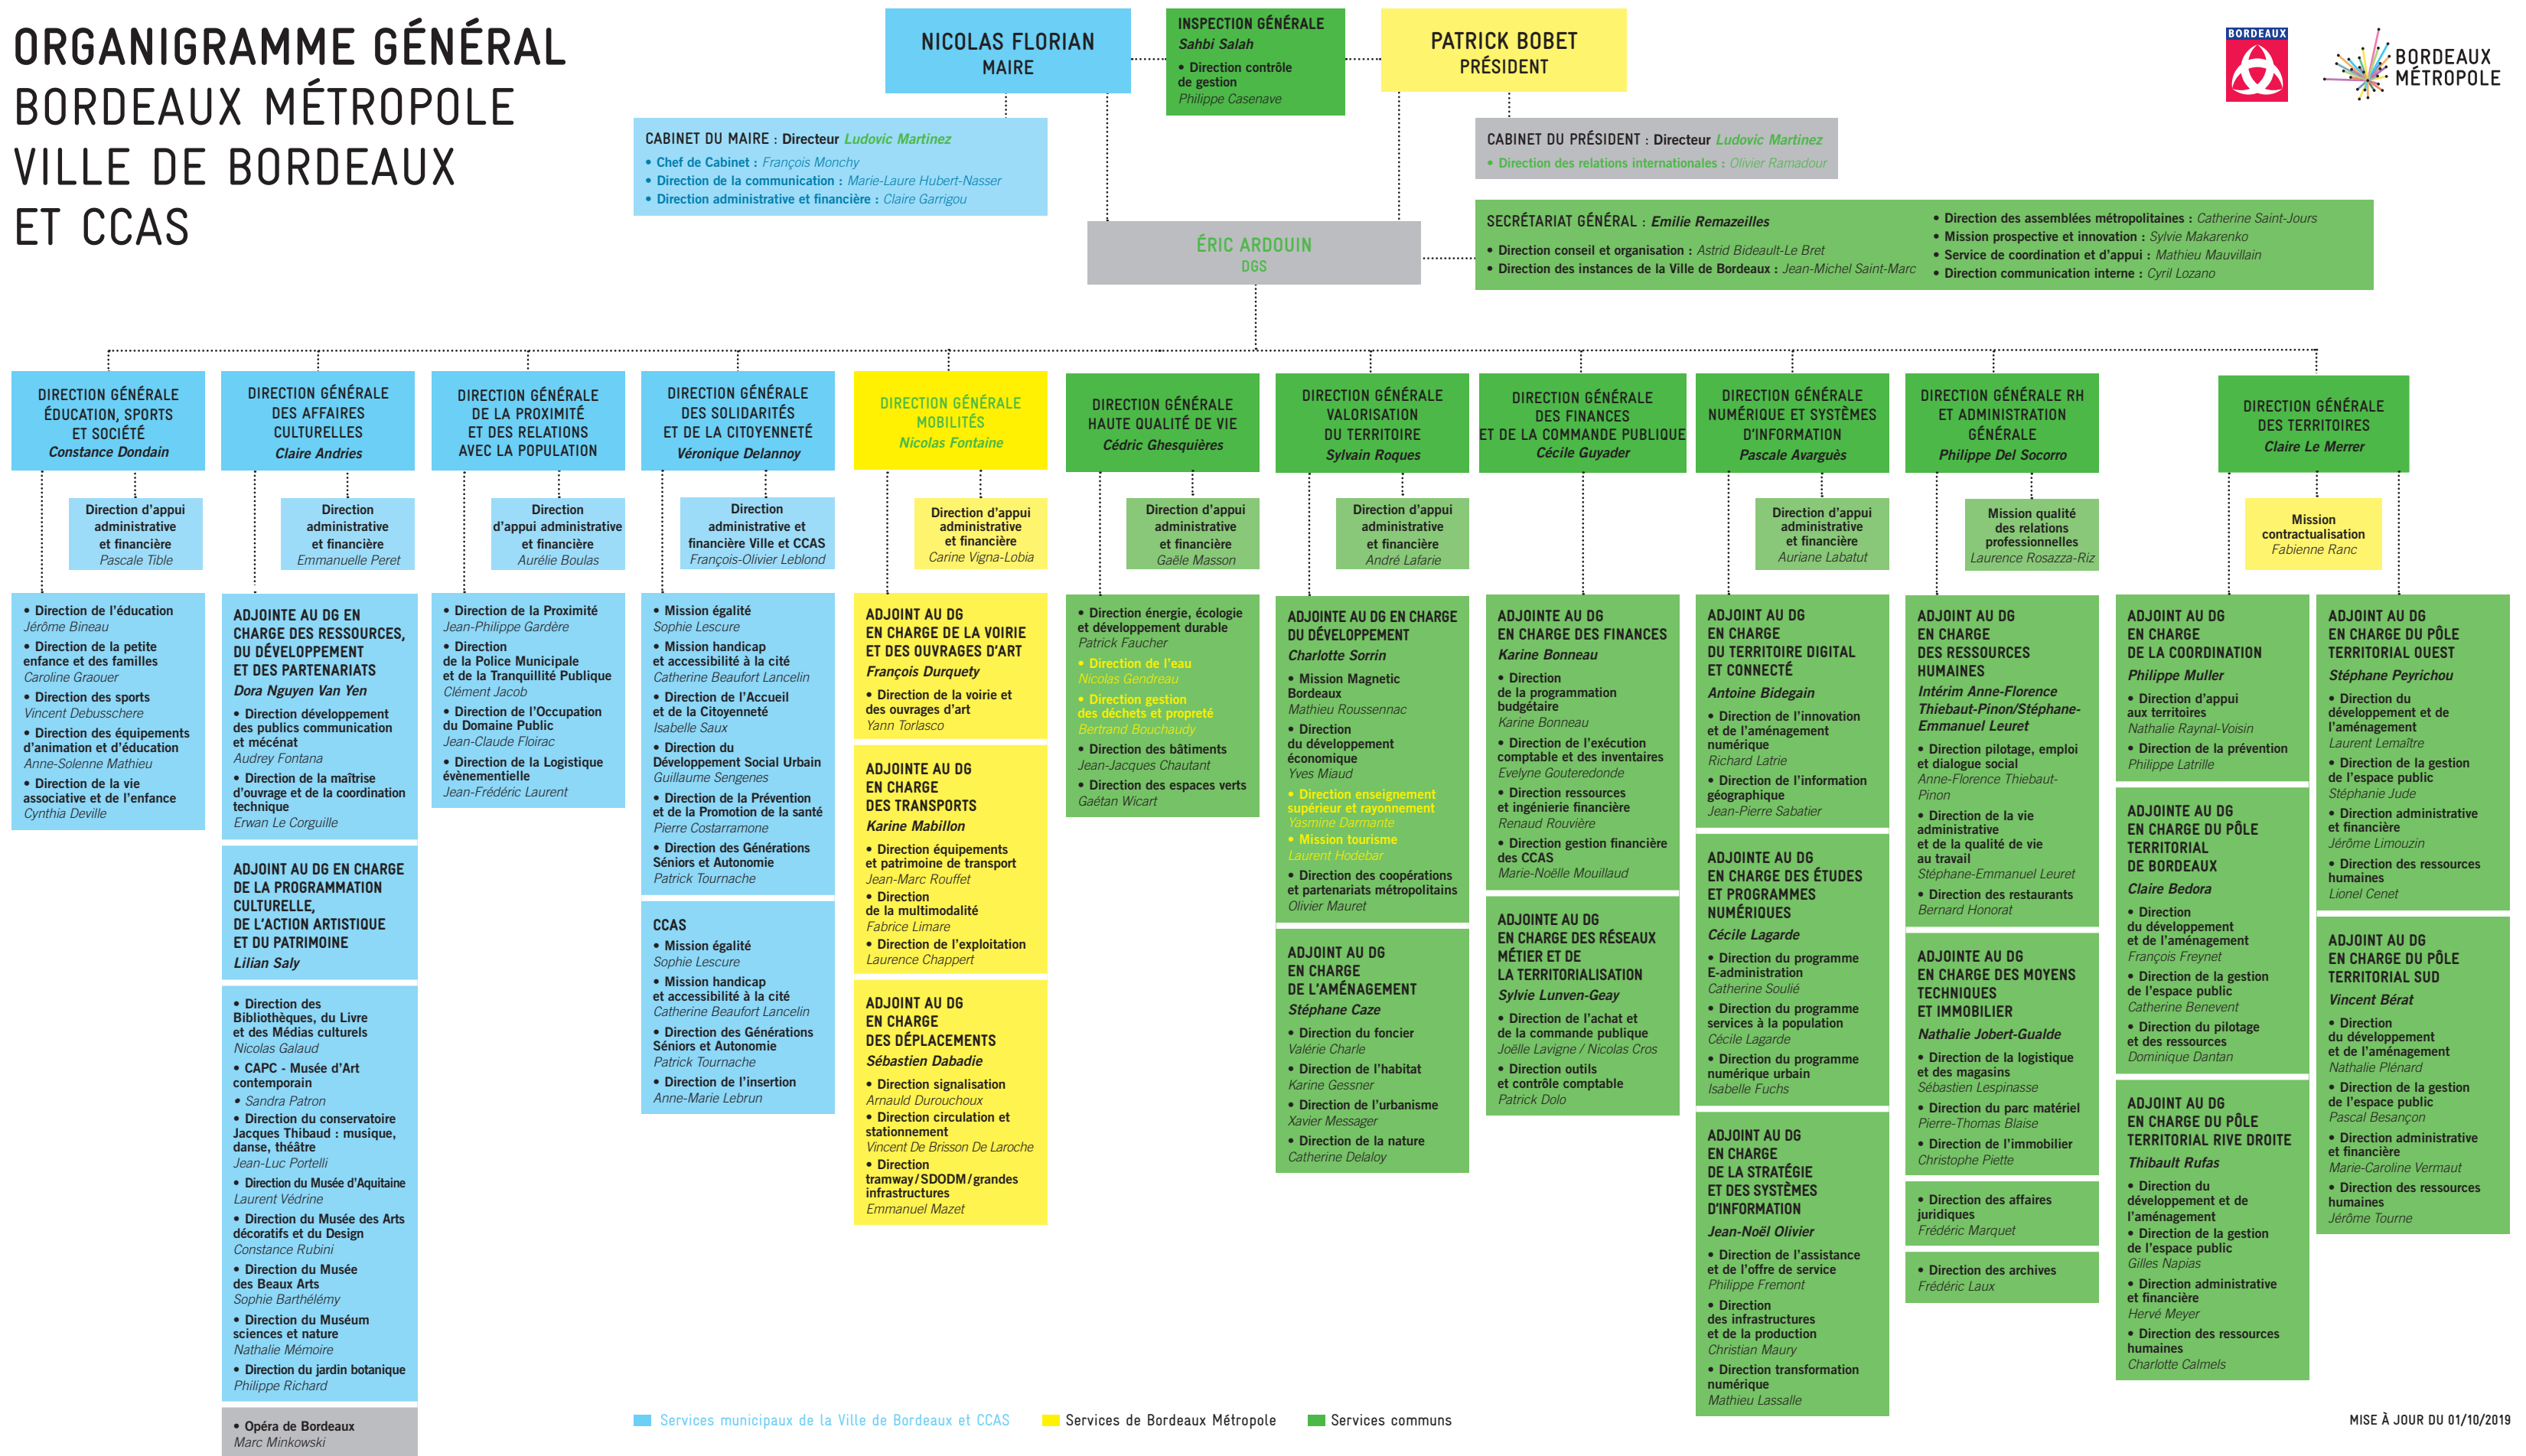 ORGANIGRAMME GÉNÉRAL
BORDEAUX MÉTROPOLE
VILLE DE BORDEAUX
ET CCAS
NICOLAS FLORIAN
MAIRE
INSPECTION GÉNÉRALE
Sahbi Salah
• Direction contrôle
de gestion
Philippe Casenave
PATRICK BOBET
PRÉSIDENT
BORDEAUX
BORDEAUX
MÉTROPOLE
CABINET DU MAIRE : Directeur Ludovic Martinez
• Chef de Cabinet : François Monchy
• Direction de la communication : Marie-Laure Hubert-Nasser
• Direction administrative et financière : Claire Garrigou
CABINET DU PRÉSIDENT : Directeur Ludovic Martinez
• Direction des relations internationales : Olivier Ramadour
ÉRIC ARDOUIN
DGS
SECRÉTARIAT GÉNÉRAL : Emilie Remazeilles
• Direction conseil et organisation : Astrid Bideault-Le Bret
• Direction des instances de la Ville de Bordeaux : Jean-Michel Saint-Marc
• Direction des assemblées métropolitaines : Catherine Saint-Jours
• Mission prospective et innovation : Sylvie Makarenko
• Service de coordination et d'appui : Mathieu Mauvillain
• Direction communication interne : Cyril Lozano
DIRECTION GÉNÉRALE
ÉDUCATION, SPORTS
ET SOCIÉTÉ
Constance Dondain
Direction d'appui
administrative
et financière
Pascale Tible
• Direction de l'éducation
Jérôme Bineau
• Direction de la petite
enfance et des familles
Caroline Graouer
• Direction des sports
Vincent Debusschere
• Direction des équipements
d'animation et d'éducation
Anne-Solenne Mathieu
• Direction de la vie
associative et de l'enfance
Cynthia Deville
DIRECTION GÉNÉRALE
DES AFFAIRES
CULTURELLES
Claire Andries
Direction
administrative
et financière
Emmanuelle Peret
ADJOINTE AU DG EN
CHARGE DES RESSOURCES,
DU DÉVELOPPEMENT
ET DES PARTENARIATS
Dora Nguyen Van Yen
• Direction développement
des publics communication
et mécénat
Audrey Fontana
• Direction de la maîtrise
d'ouvrage et de la coordination
technique
Erwan Le Corguille
ADJOINT AU DG EN CHARGE
DE LA PROGRAMMATION
CULTURELLE,
DE L'ACTION ARTISTIQUE
ET DU PATRIMOINE
Lilian Saly
• Direction des
Bibliothèques, du Livre
et des Médias culturels
Nicolas Galaud
• CAPC - Musée d'Art
contemporain
• Sandra Patron
• Direction du conservatoire
Jacques Thibaud : musique,
danse, théâtre
Jean-Luc Portelli
• Direction du Musée d'Aquitaine
Laurent Védrine
• Direction du Musée des Arts
décoratifs et du Design
Constance Rubini
• Direction du Musée
des Beaux Arts
Sophie Barthélémy
• Direction du Muséum
sciences et nature
Nathalie Mémoire
• Direction du jardin botanique
Philippe Richard
• Opéra de Bordeaux
Marc Minkowski
DIRECTION GÉNÉRALE
DE LA PROXIMITÉ
ET DES RELATIONS
AVEC LA POPULATION
Direction
d'appui administrative
et financière
Aurélie Boulas
• Direction de la Proximité
Jean-Philippe Gardère
• Direction
de la Police Municipale
et de la Tranquillité Publique
Clément Jacob
• Direction de l'Occupation
du Domaine Public
Jean-Claude Floirac
• Direction de la Logistique
évènementielle
Jean-Frédéric Laurent
DIRECTION GÉNÉRALE
DES SOLIDARITÉS
ET DE LA CITOYENNETÉ
Véronique Delannoy
Direction
administrative et
financière Ville et CCAS
François-Olivier Leblond
• Mission égalité
Sophie Lescure
• Mission handicap
et accessibilité à la cité
Catherine Beaufort Lancelin
• Direction de l'Accueil
et de la Citoyenneté
Isabelle Saux
• Direction du
Développement Social Urbain
Guillaume Sengenes
• Direction de la Prévention
et de la Promotion de la santé
Pierre Costarramone
• Direction des Générations
Séniors et Autonomie
Patrick Tournache
CCAS
• Mission égalité
Sophie Lescure
• Mission handicap
et accessibilité à la cité
Catherine Beaufort Lancelin
• Direction des Générations
Séniors et Autonomie
Patrick Tournache
• Direction de l'insertion
Anne-Marie Lebrun
DIRECTION GÉNÉRALE
MOBILITÉS
Nicolas Fontaine
Direction d'appui
administrative
et financière
Carine Vigna-Lobia
ADJOINT AU DG
EN CHARGE DE LA VOIRIE
ET DES OUVRAGES D'ART
François Durquety
• Direction de la voirie et
des ouvrages d'art
Yann Torlasco
ADJOINTE AU DG
EN CHARGE
DES TRANSPORTS
Karine Mabillon
• Direction équipements
et patrimoine de transport
Jean-Marc Rouffet
• Direction
de la multimodalité
Fabrice Limare
• Direction de l'exploitation
Laurence Chappert
ADJOINT AU DG
EN CHARGE
DES DÉPLACEMENTS
Sébastien Dabadie
• Direction signalisation
Arnauld Durouchoux
• Direction circulation et
stationnement
Vincent De Brisson De Laroche
• Direction
tramway/SDODM/grandes
infrastructures
Emmanuel Mazet
DIRECTION GÉNÉRALE
HAUTE QUALITÉ DE VIE
Cédric Ghesquières
Direction d'appui
administrative
et financière
Gaële Masson
• Direction énergie, écologie
et développement durable
Patrick Faucher
• Direction de l'eau
Nicolas Gendreau
• Direction gestion
des déchets et propreté
Bertrand Bouchaudy
• Direction des bâtiments
Jean-Jacques Chautant
• Direction des espaces verts
Gaétan Wicart
DIRECTION GÉNÉRALE
VALORISATION
DU TERRITOIRE
Sylvain Roques
Direction d'appui
administrative
et financière
André Lafarie
ADJOINTE AU DG EN CHARGE
DU DÉVELOPPEMENT
Charlotte Sorrin
• Mission Magnetic
Bordeaux
Mathieu Roussennac
• Direction
du développement
économique
Yves Miaud
• Direction enseignement
supérieur et rayonnement
Yasmine Darmante
• Mission tourisme
Laurent Hodebar
• Direction des coopérations
et partenariats métropolitains
Olivier Mauret
ADJOINT AU DG
EN CHARGE
DE L'AMÉNAGEMENT
Stéphane Caze
• Direction du foncier
Valérie Charle
• Direction de l'habitat
Karine Gessner
• Direction de l'urbanisme
Xavier Messager
• Direction de la nature
Catherine Delaloy
DIRECTION GÉNÉRALE
DES FINANCES
ET DE LA COMMANDE PUBLIQUE
Cécile Guyader
ADJOINTE AU DG
EN CHARGE DES FINANCES
Karine Bonneau
• Direction
de la programmation
budgétaire
Karine Bonneau
• Direction de l'exécution
comptable et des inventaires
Evelyne Gouteredonde
• Direction ressources
et ingénierie financière
Renaud Rouvière
• Direction gestion financière
des CCAS
Marie-Noëlle Mouillaud
ADJOINTE AU DG
EN CHARGE DES RÉSEAUX
MÉTIER ET DE
LA TERRITORIALISATION
Sylvie Lunven-Geay
• Direction de l'achat et
de la commande publique
Joëlle Lavigne / Nicolas Cros
• Direction outils
et contrôle comptable
Patrick Dolo
DIRECTION GÉNÉRALE
NUMÉRIQUE ET SYSTÈMES
D'INFORMATION
Pascale Avarguès
Direction d'appui
administrative
et financière
Auriane Labatut
ADJOINT AU DG
EN CHARGE
DU TERRITOIRE DIGITAL
ET CONNECTÉ
Antoine Bidegain
• Direction de l'innovation
et de l'aménagement
numérique
Richard Latrie
• Direction de l'information
géographique
Jean-Pierre Sabatier
ADJOINTE AU DG
EN CHARGE DES ÉTUDES
ET PROGRAMMES
NUMÉRIQUES
Cécile Lagarde
• Direction du programme
E-administration
Catherine Soulié
• Direction du programme
services à la population
Cécile Lagarde
• Direction du programme
numérique urbain
Isabelle Fuchs
ADJOINT AU DG
EN CHARGE
DE LA STRATÉGIE
ET DES SYSTÈMES
D'INFORMATION
Jean-Noël Olivier
• Direction de l'assistance
et de l'offre de service
Philippe Fremont
• Direction
des infrastructures
et de la production
Christian Maury
• Direction transformation
numérique
Mathieu Lassalle
DIRECTION GÉNÉRALE RH
ET ADMINISTRATION
GÉNÉRALE
Philippe Del Socorro
Mission qualité
des relations
professionnelles
Laurence Rosazza-Riz
ADJOINT AU DG
EN CHARGE
DES RESSOURCES
HUMAINES
Intérim Anne-Florence
Thiebaut-Pinon/Stéphane-
Emmanuel Leuret
• Direction pilotage, emploi
et dialogue social
Anne-Florence Thiebaut-
Pinon
• Direction de la vie
administrative
et de la qualité de vie
au travail
Stéphane-Emmanuel Leuret
• Direction des restaurants
Bernard Honorat
ADJOINTE AU DG
EN CHARGE DES MOYENS
TECHNIQUES
ET IMMOBILIER
Nathalie Jobert-Gualde
• Direction de la logistique
et des magasins
Sébastien Lespinasse
• Direction du parc matériel
Pierre-Thomas Blaise
• Direction de l'immobilier
Christophe Piette
• Direction des affaires
juridiques
Frédéric Marquet
• Direction des archives
Frédéric Laux
DIRECTION GÉNÉRALE
DES TERRITOIRES
Claire Le Merrer
Mission
contractualisation
Fabienne Ranc
ADJOINT AU DG
EN CHARGE
DE LA COORDINATION
Philippe Muller
• Direction d'appui
aux territoires
Nathalie Raynal-Voisin
• Direction de la prévention
Philippe Latrille
ADJOINTE AU DG
EN CHARGE DU PÔLE
TERRITORIAL
DE BORDEAUX
Claire Bedora
• Direction
du développement
et de l'aménagement
François Freynet
• Direction de la gestion
de l'espace public
Catherine Benevent
• Direction du pilotage
et des ressources
Dominique Dantan
ADJOINT AU DG
EN CHARGE DU PÔLE
TERRITORIAL RIVE DROITE
Thibault Rufas
• Direction du
développement et de
l'aménagement
• Direction de la gestion
de l'espace public
Gilles Napias
• Direction administrative
et financière
Hervé Meyer
• Direction des ressources
humaines
Charlotte Calmels
ADJOINT AU DG
EN CHARGE DU PÔLE
TERRITORIAL OUEST
Stéphane Peyrichou
• Direction du
développement et de
l'aménagement
Laurent Lemaître
• Direction de la gestion
de l'espace public
Stéphanie Jude
• Direction administrative
et financière
Jérôme Limouzin
• Direction des ressources
humaines
Lionel Cenet
ADJOINT AU DG
EN CHARGE DU PÔLE
TERRITORIAL SUD
Vincent Bérat
• Direction
du développement
et de l'aménagement
Nathalie Plénard
• Direction de la gestion
de l'espace public
Pascal Besançon
• Direction administrative
et financière
Marie-Caroline Vermaut
• Direction des ressources
humaines
Jérôme Tourne
Services municipaux de la Ville de Bordeaux et CCAS
Services de Bordeaux Métropole
Services communs
MISE À JOUR DU 01/10/2019